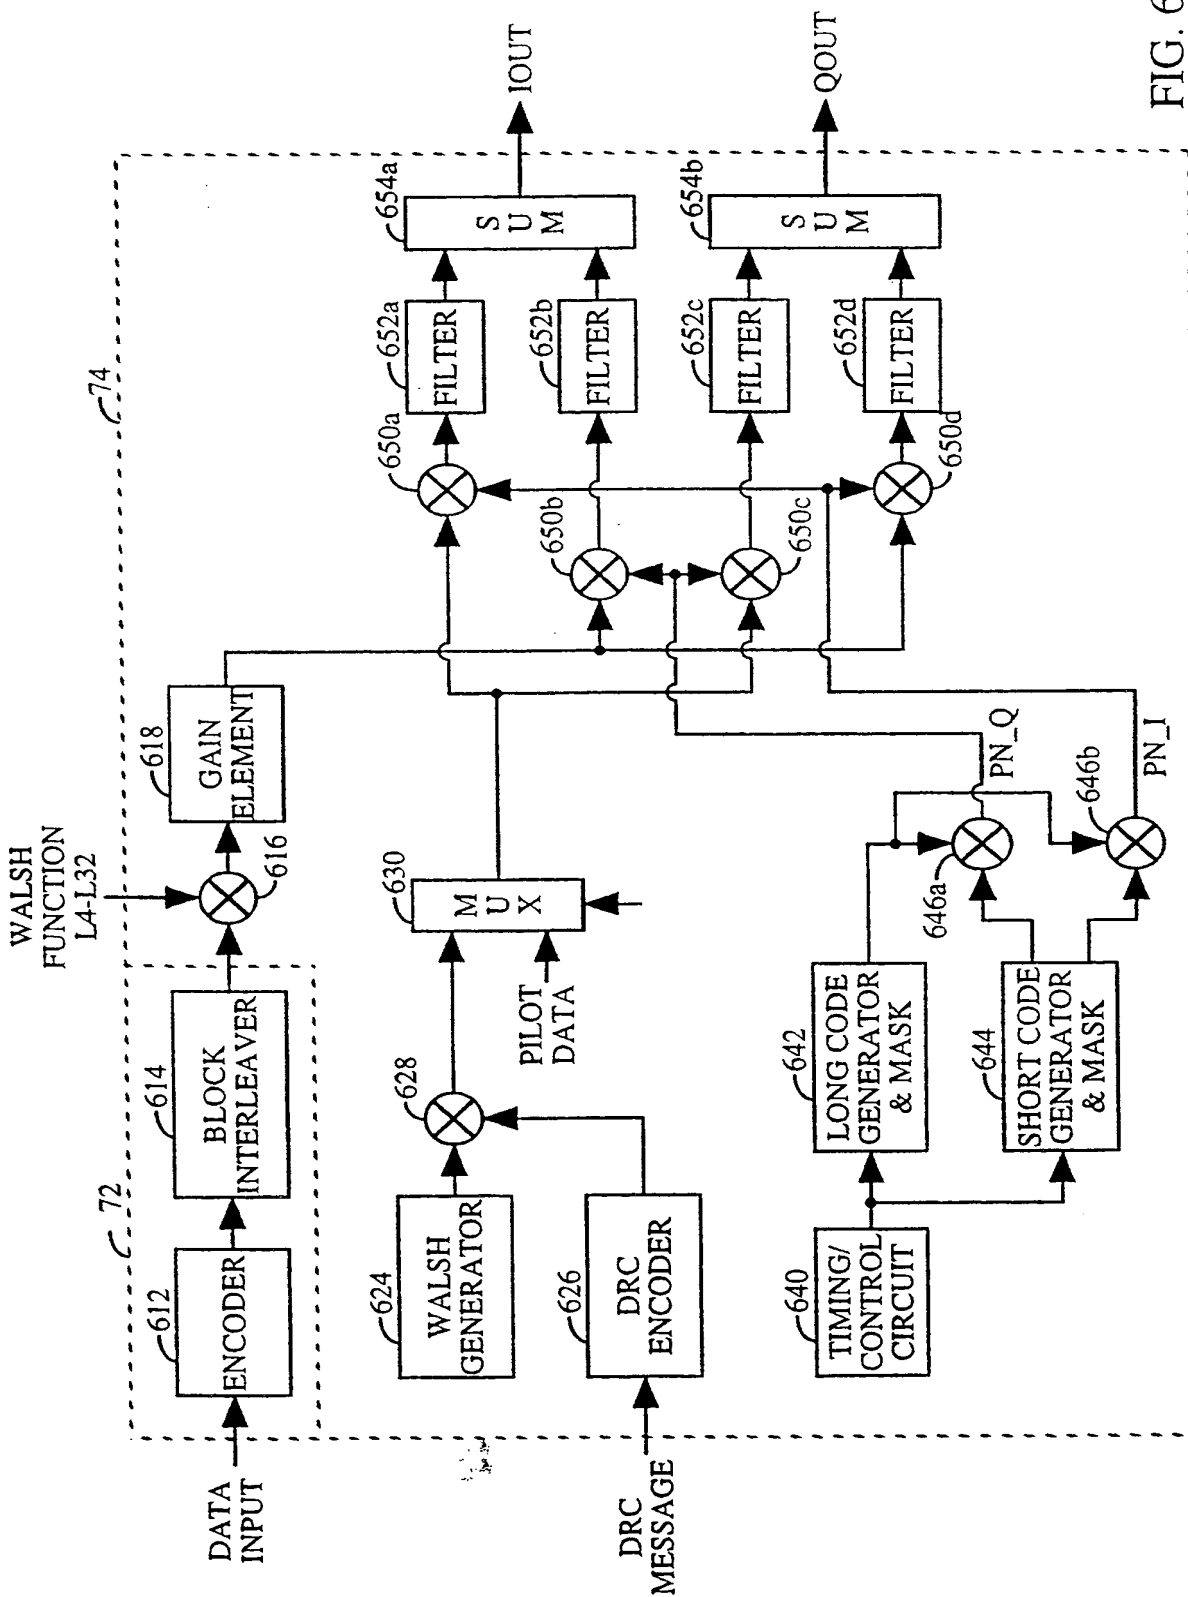 WALSH
FUNCTION
L4-L32
72
74
DATA
INPUT
612
ENCODER
614
BLOCK
INTERLEAVER
616
618
GAIN
ELEMENT
624
WALSH
GENERATOR
628
630
MUX
PILOT
DATA
DRC
MESSAGE
626
DRC
ENCODER
640
TIMING/
CONTROL
CIRCUIT
642
LONG CODE
GENERATOR
& MASK
644
SHORT CODE
GENERATOR
& MASK
646a
PN_Q
646b
PN_I
650a
650b
650c
650d
652a
FILTER
652b
FILTER
652c
FILTER
652d
FILTER
654a
SUM
654b
SUM
IOUT
QOUT
FIG. 6